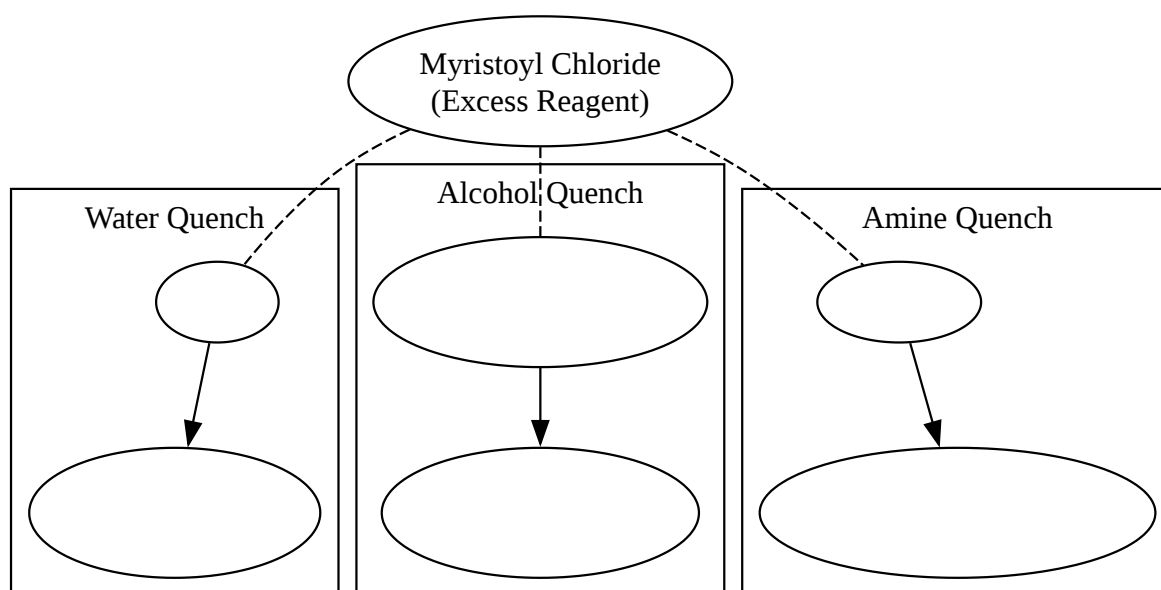 Myristoyl Chloride
(Excess Reagent)
Water Quench
Alcohol Quench
Amine Quench